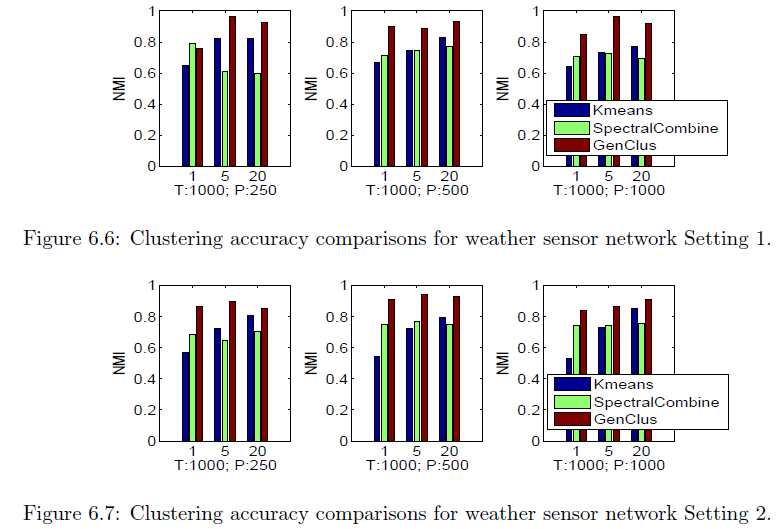 1
0.8
0.6
0.4
0.2
0
NMI
1 5 20
T:1000; P:250
1
0.8
0.6
0.4
0.2
0
NMI
1 5 20
T:1000; P:500
1
0.8
0.6
0.4
0.2
0
NMI
Kmeans
SpectralCombine
GenClus
1 5 20
T:1000; P:1000
Figure 6.6: Clustering accuracy comparisons for weather sensor network Setting 1.
1
0.8
0.6
0.4
0.2
0
NMI
1 5 20
T:1000; P:250
1
0.8
0.6
0.4
0.2
0
NMI
1 5 20
T:1000; P:500
1
0.8
0.6
0.4
0.2
0
NMI
Kmeans
SpectralCombine
GenClus
1 5 20
T:1000; P:1000
Figure 6.7: Clustering accuracy comparisons for weather sensor network Setting 2.